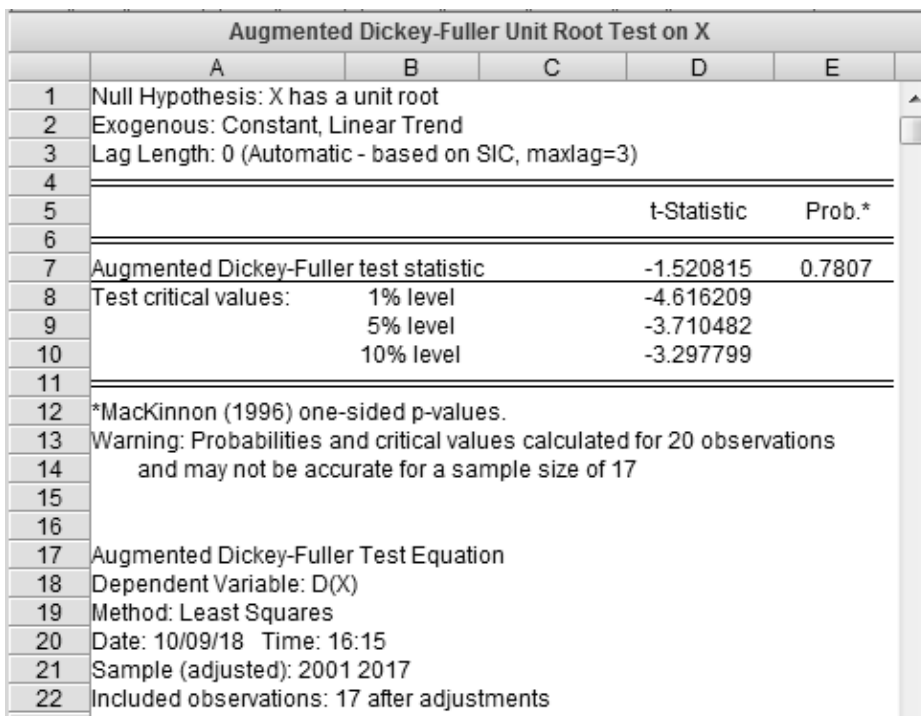 Augmented Dickey-Fuller Unit Root Test on X
A B C D E
1 Null Hypothesis: X has a unit root
2 Exogenous: Constant, Linear Trend
3 Lag Length: 0 (Automatic - based on SIC, maxlag=3)
4
5 t-Statistic Prob.*
6
7 Augmented Dickey-Fuller test statistic -1.520815 0.7807
8 Test critical values: 1% level -4.616209
9 5% level -3.710482
10 10% level -3.297799
11
12 *MacKinnon (1996) one-sided p-values.
13 Warning: Probabilities and critical values calculated for 20 observations
14 and may not be accurate for a sample size of 17
15
16
17 Augmented Dickey-Fuller Test Equation
18 Dependent Variable: D(X)
19 Method: Least Squares
20 Date: 10/09/18 Time: 16:15
21 Sample (adjusted): 2001 2017
22 Included observations: 17 after adjustments